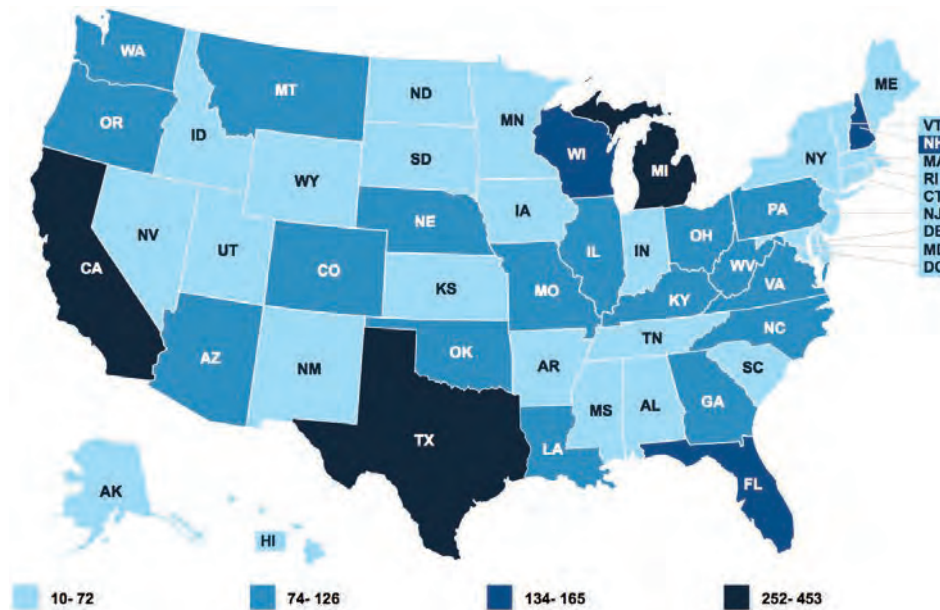 WA
MT
ND
ME
OR
MN
VT
NH
ID
WI
SD
NY
MA
MI
RI
WY
CT
IA
PA
NJ
NE
DE
NV
OH
IL
IN
UT
MD
CA
CO
WV
DC
KS
MO
VA
KY
NC
TN
OK
AZ
NM
AR
SC
MS
AL
GA
TX
LA
FL
AK
HI
10- 72
74- 126
134- 165
252- 453